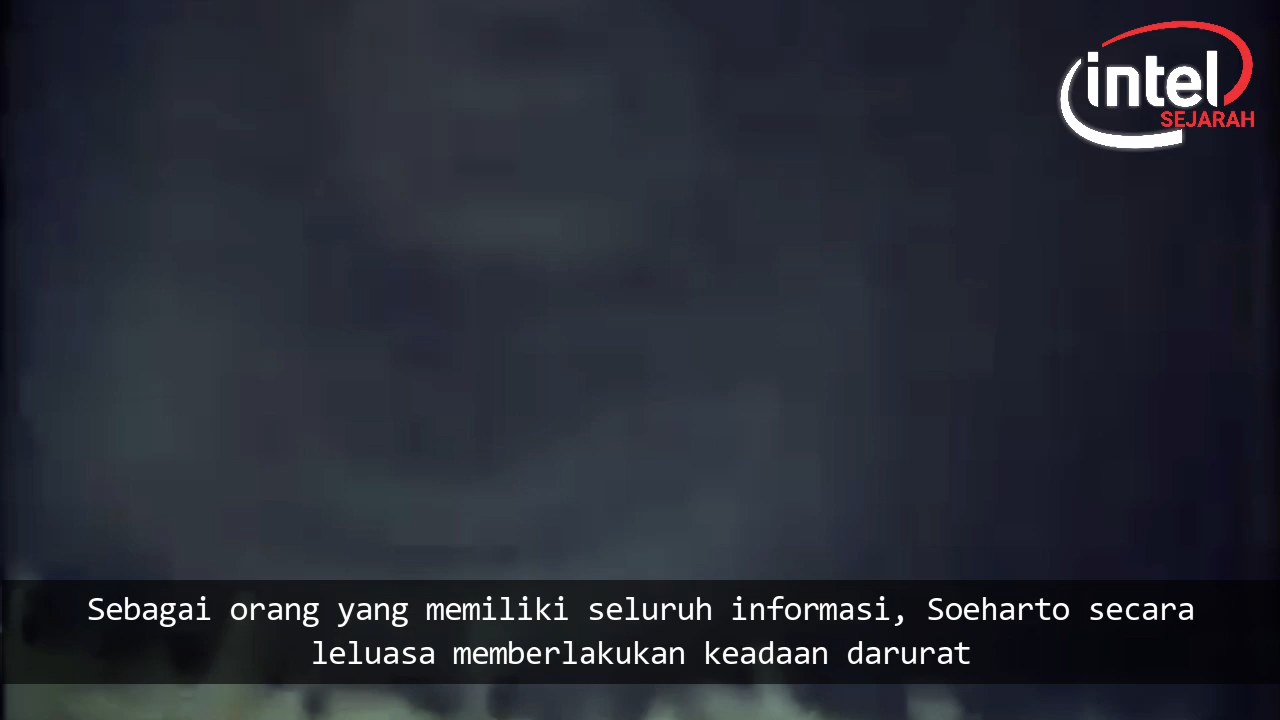 intel
SEJARAH
Sebagai orang yang memiliki seluruh informasi, Soeharto secara
leluasa memberlakukan keadaan darurat